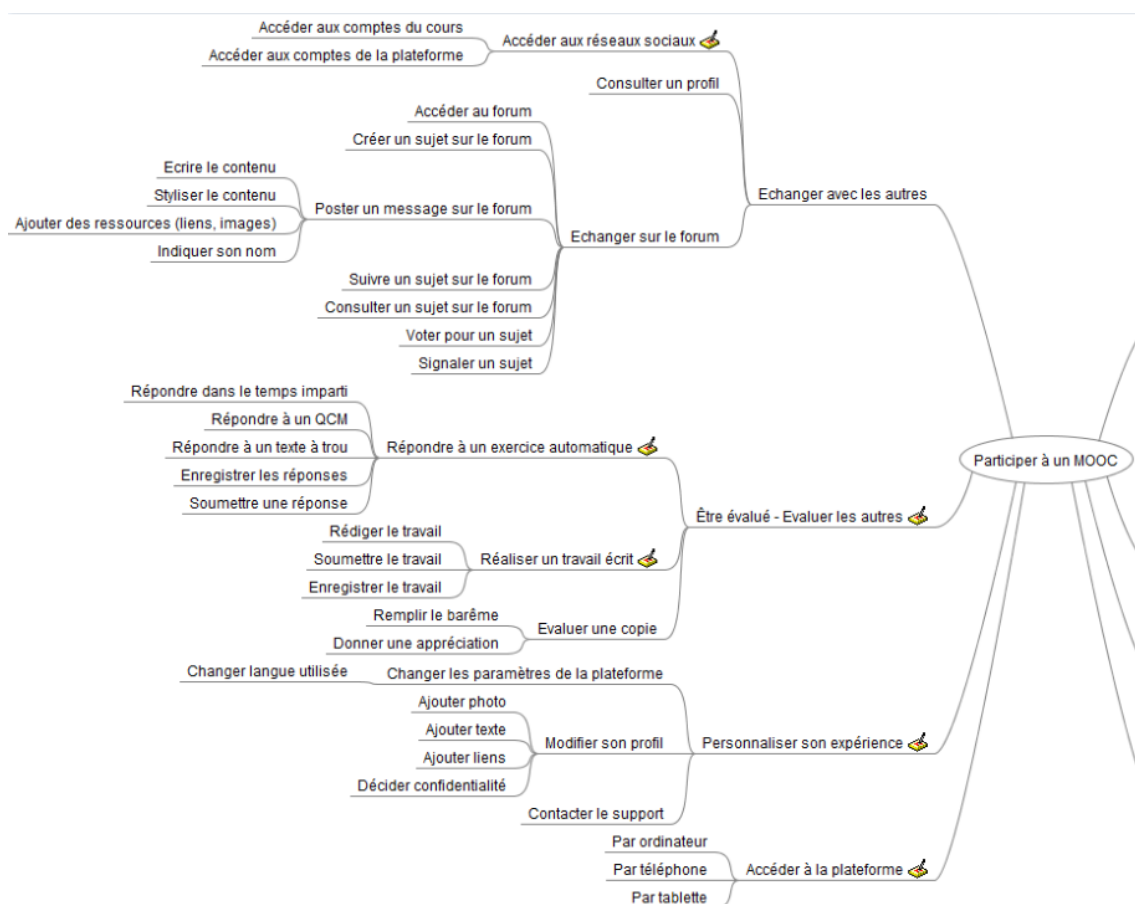 Accéder aux comptes du cours
Accéder aux réseaux sociaux
Accéder aux comptes de la plateforme
Consulter un profil
Accéder au forum
Créer un sujet sur le forum
Ecrire le contenu
Styliser le contenu
Echanger avec les autres
Poster un message sur le forum
Ajouter des ressources (liens, images)
Echanger sur le forum
Indiquer son nom
Suivre un sujet sur le forum
Consulter un sujet sur le forum
Voter pour un sujet
Signaler un sujet
Répondre dans le temps imparti
Répondre à un QCM
Répondre à un texte à trou
Répondre à un exercice automatique
Participer à un MOOC
Enregistrer les réponses
Soumettre une réponse
Être évalué - Evaluer les autres
Rédiger le travail
Soumettre le travail
Réaliser un travail écrit
Enregistrer le travail
Remplir le barême
Evaluer une copie
Donner une appréciation
Changer langue utilisée
Changer les paramètres de la plateforme
Ajouter photo
Ajouter texte
Modifier son profil
Personnaliser son expérience
Ajouter liens
Décider confidentialité
Contacter le support
Par ordinateur
Par téléphone
Accéder à la plateforme
Par tablette